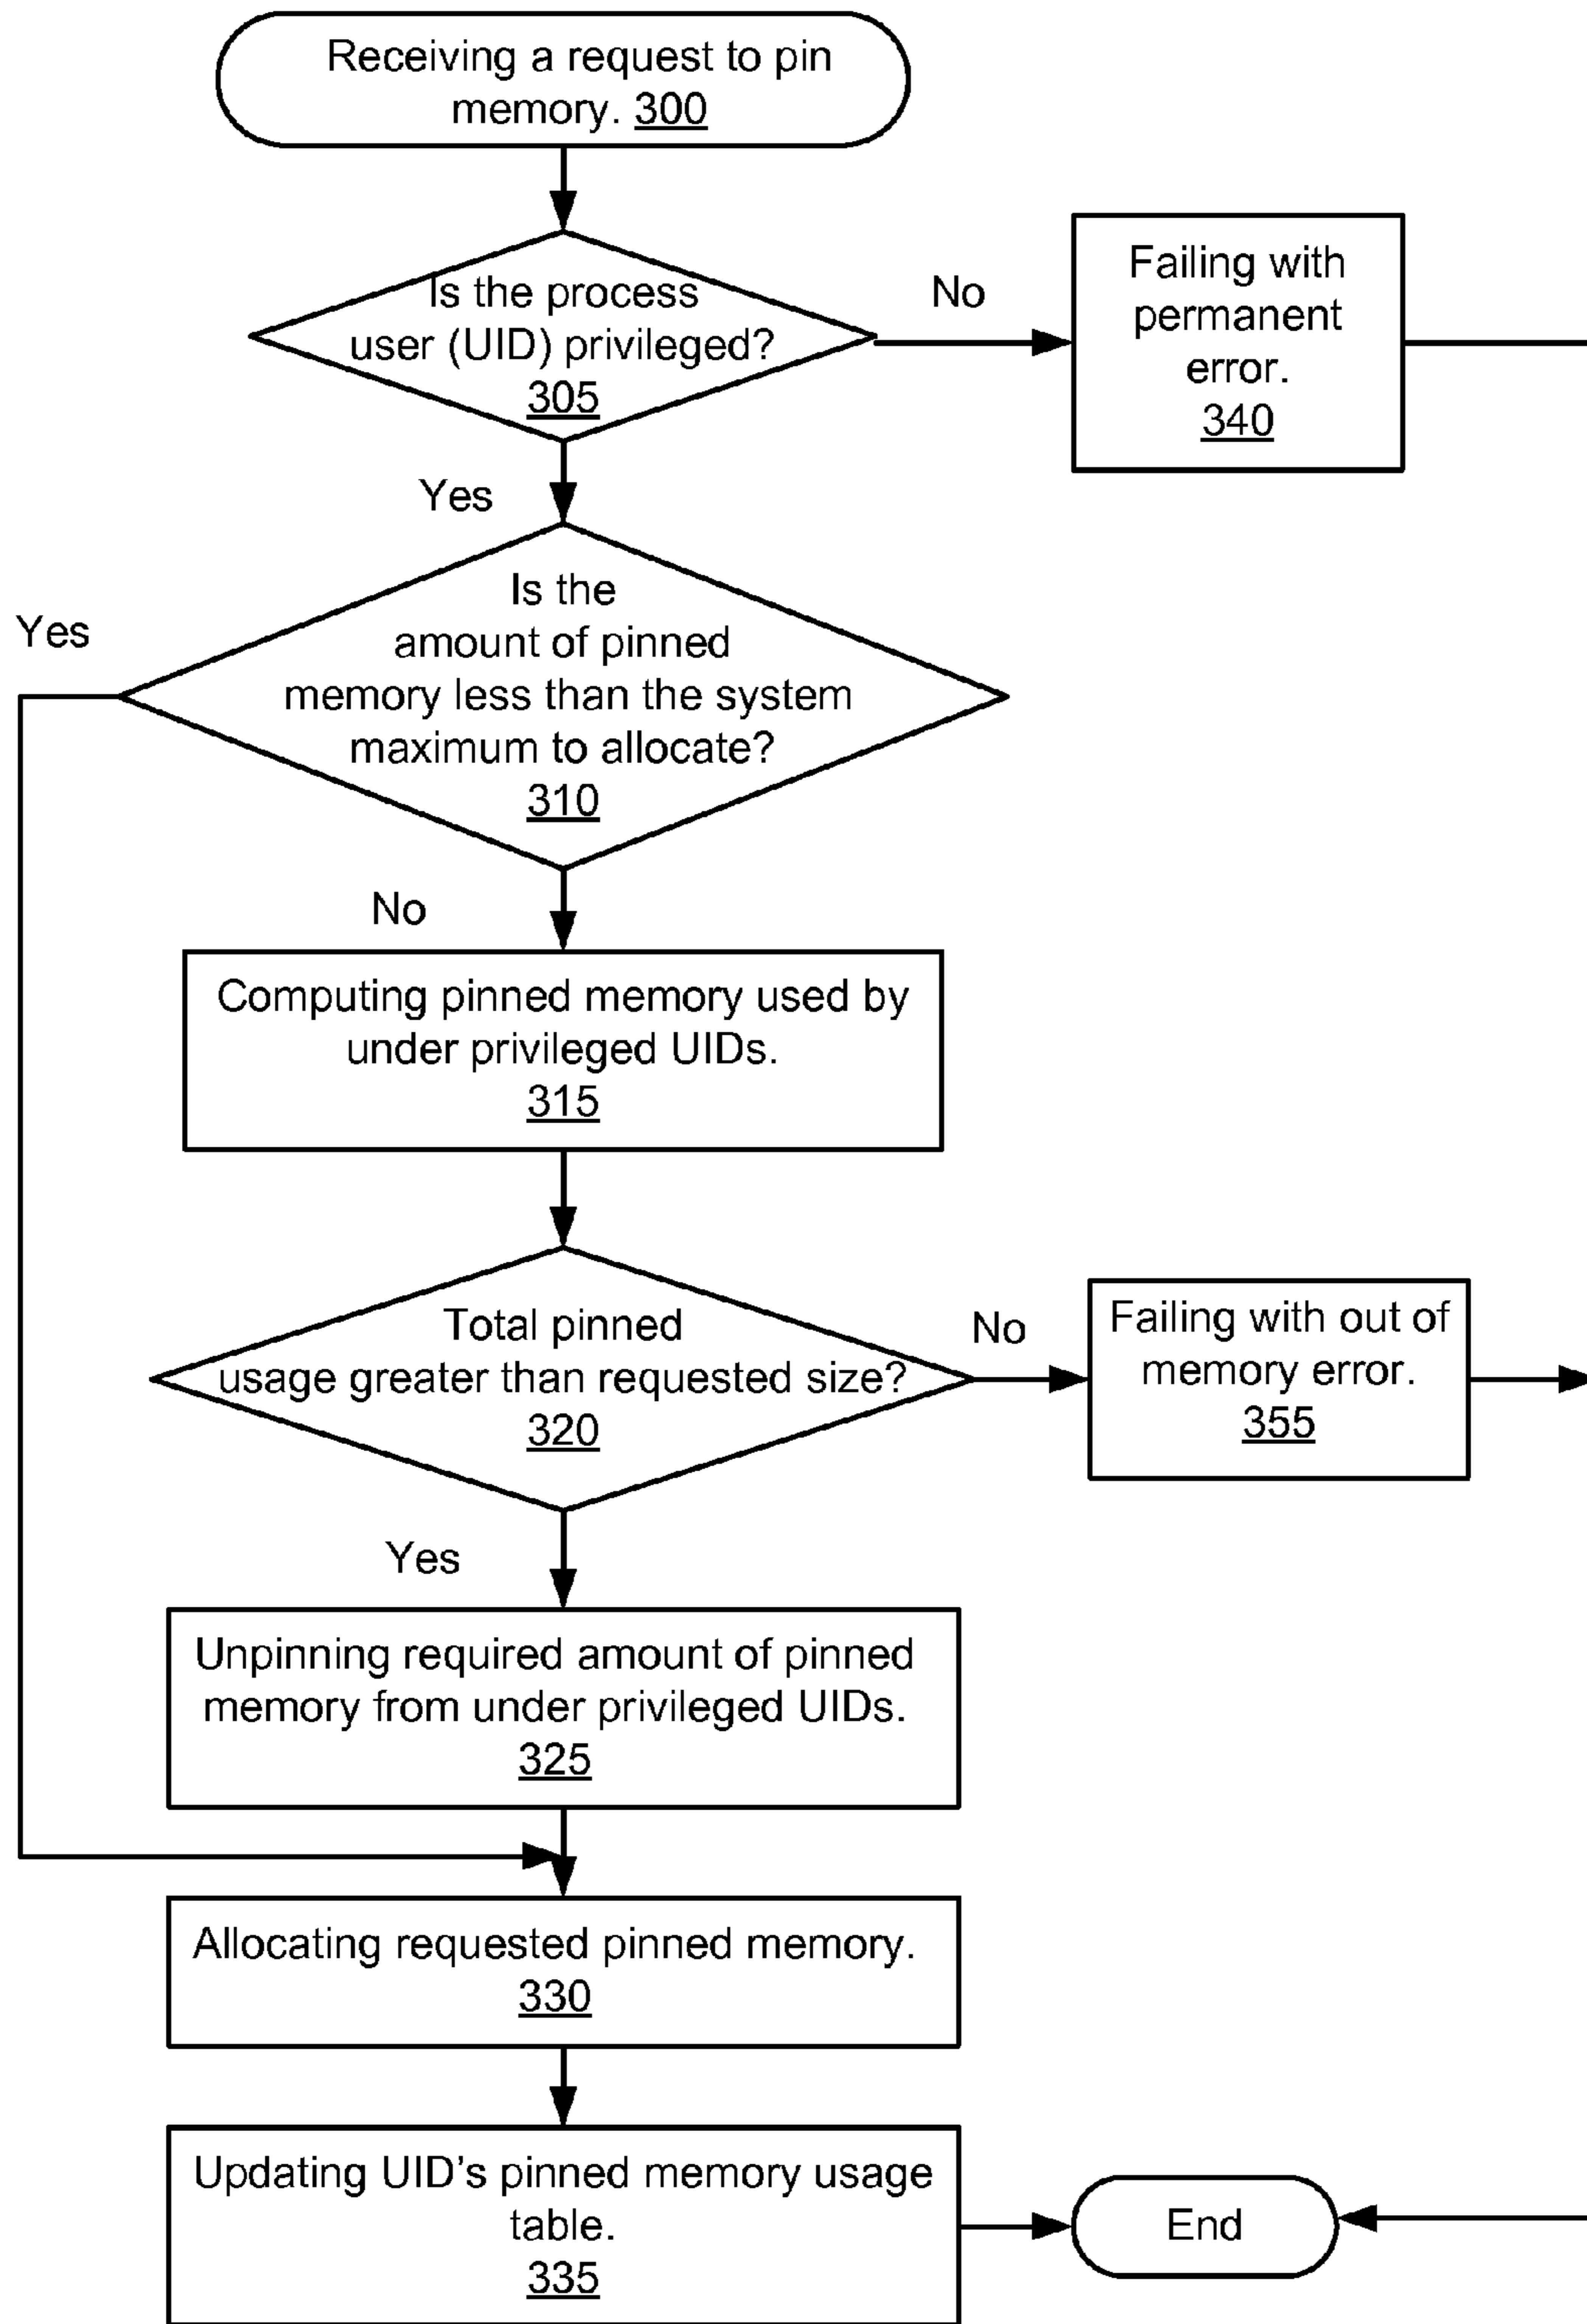 Receiving a request to pin
memory. 300
Is the process
user (UID) privileged?
305
No
Failing with
permanent
error.
340
Yes
Is the
amount of pinned
memory less than the system
maximum to allocate?
310
Yes
No
Computing pinned memory used by
under privileged UIDs.
315
Total pinned
usage greater than requested size?
320
No
Failing with out of
memory error.
355
Yes
Unpinning required amount of pinned
memory from under privileged UIDs.
325
Allocating requested pinned memory.
330
Updating UID’s pinned memory usage
table.
335
End